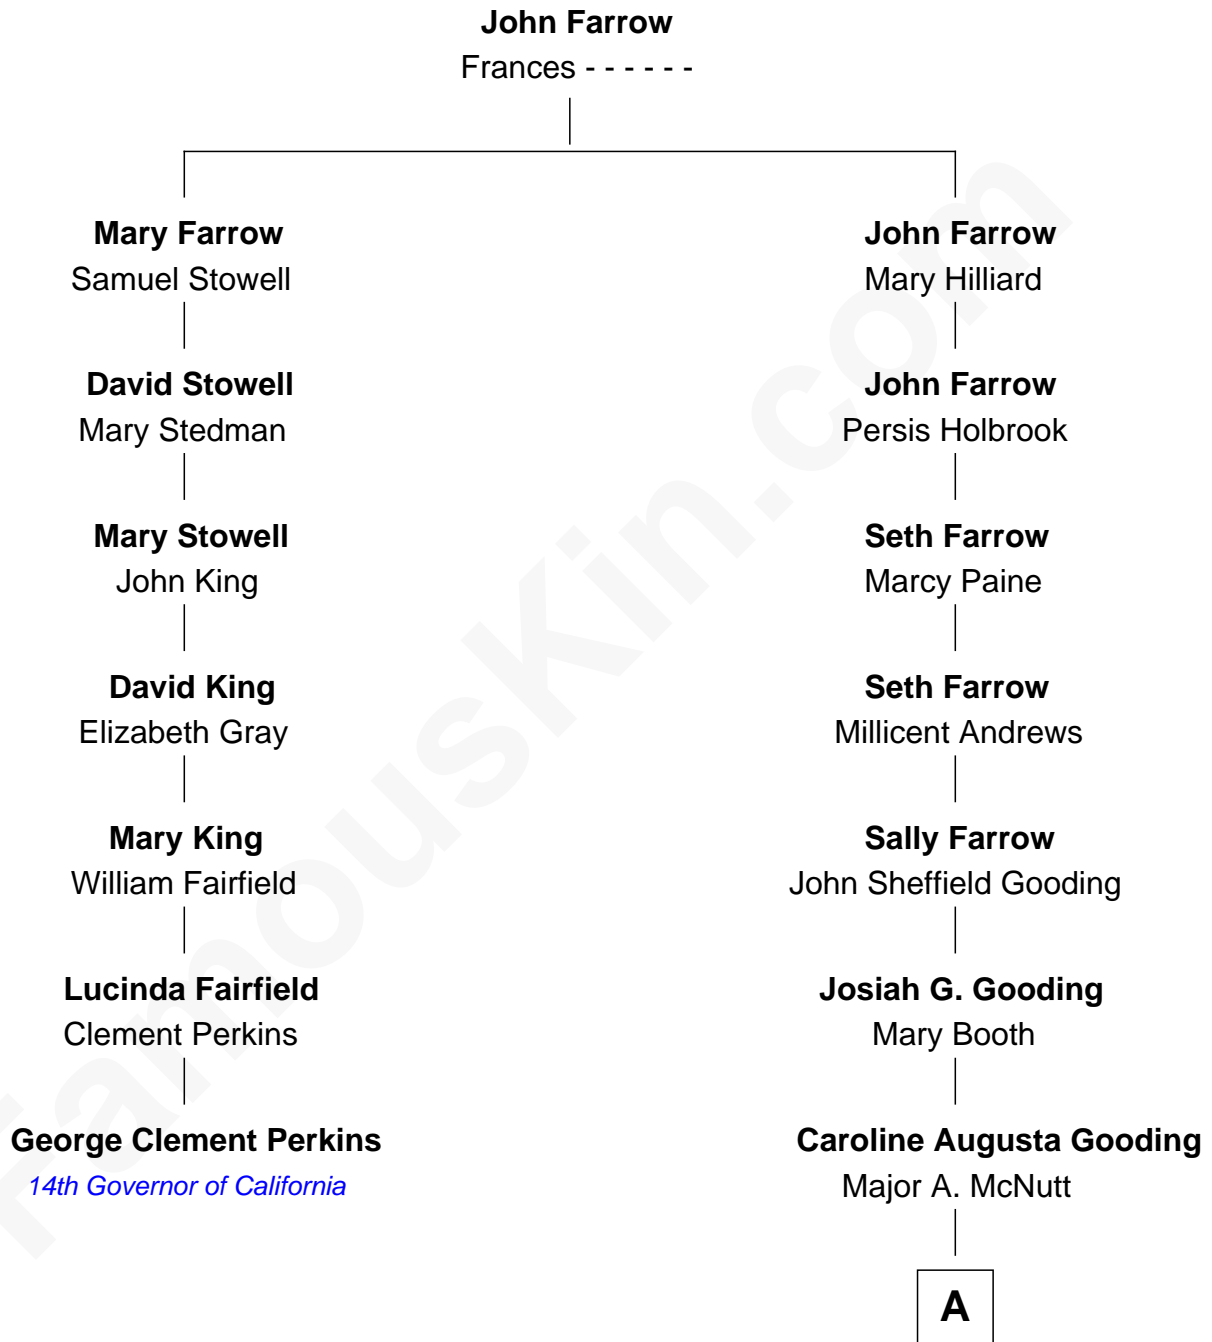 John Farrow
Frances - - - - - -
Mary Farrow
Samuel Stowell
David Stowell
Mary Stedman
Mary Stowell
John King
David King
Elizabeth Gray
Mary King
William Fairfield
Lucinda Fairfield
Clement Perkins
George Clement Perkins
14th Governor of California
John Farrow
Mary Hilliard
John Farrow
Persis Holbrook
Seth Farrow
Marcy Paine
Seth Farrow
Millicent Andrews
Sally Farrow
John Sheffield Gooding
Josiah G. Gooding
Mary Booth
Caroline Augusta Gooding
Major A. McNutt
A
FamousKin.com